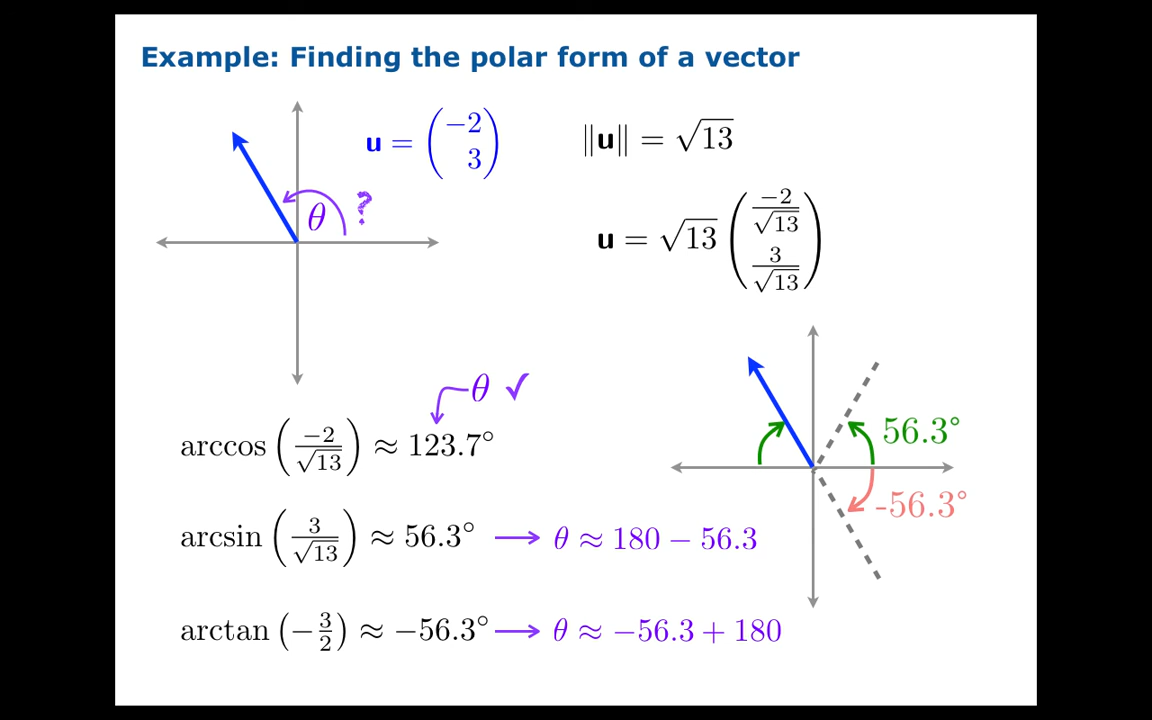 Example: Finding the polar form of a vector
u = (−2 3)
‖u‖ = √13
θ ?
u = √13 (−2/√13 3/√13)
θ ✓
arccos (−2/√13) ≈ 123.7°
56.3°
-56.3°
arcsin (3/√13) ≈ 56.3° → θ ≈ 180 − 56.3
arctan (−3/2) ≈ −56.3° → θ ≈ −56.3 + 180